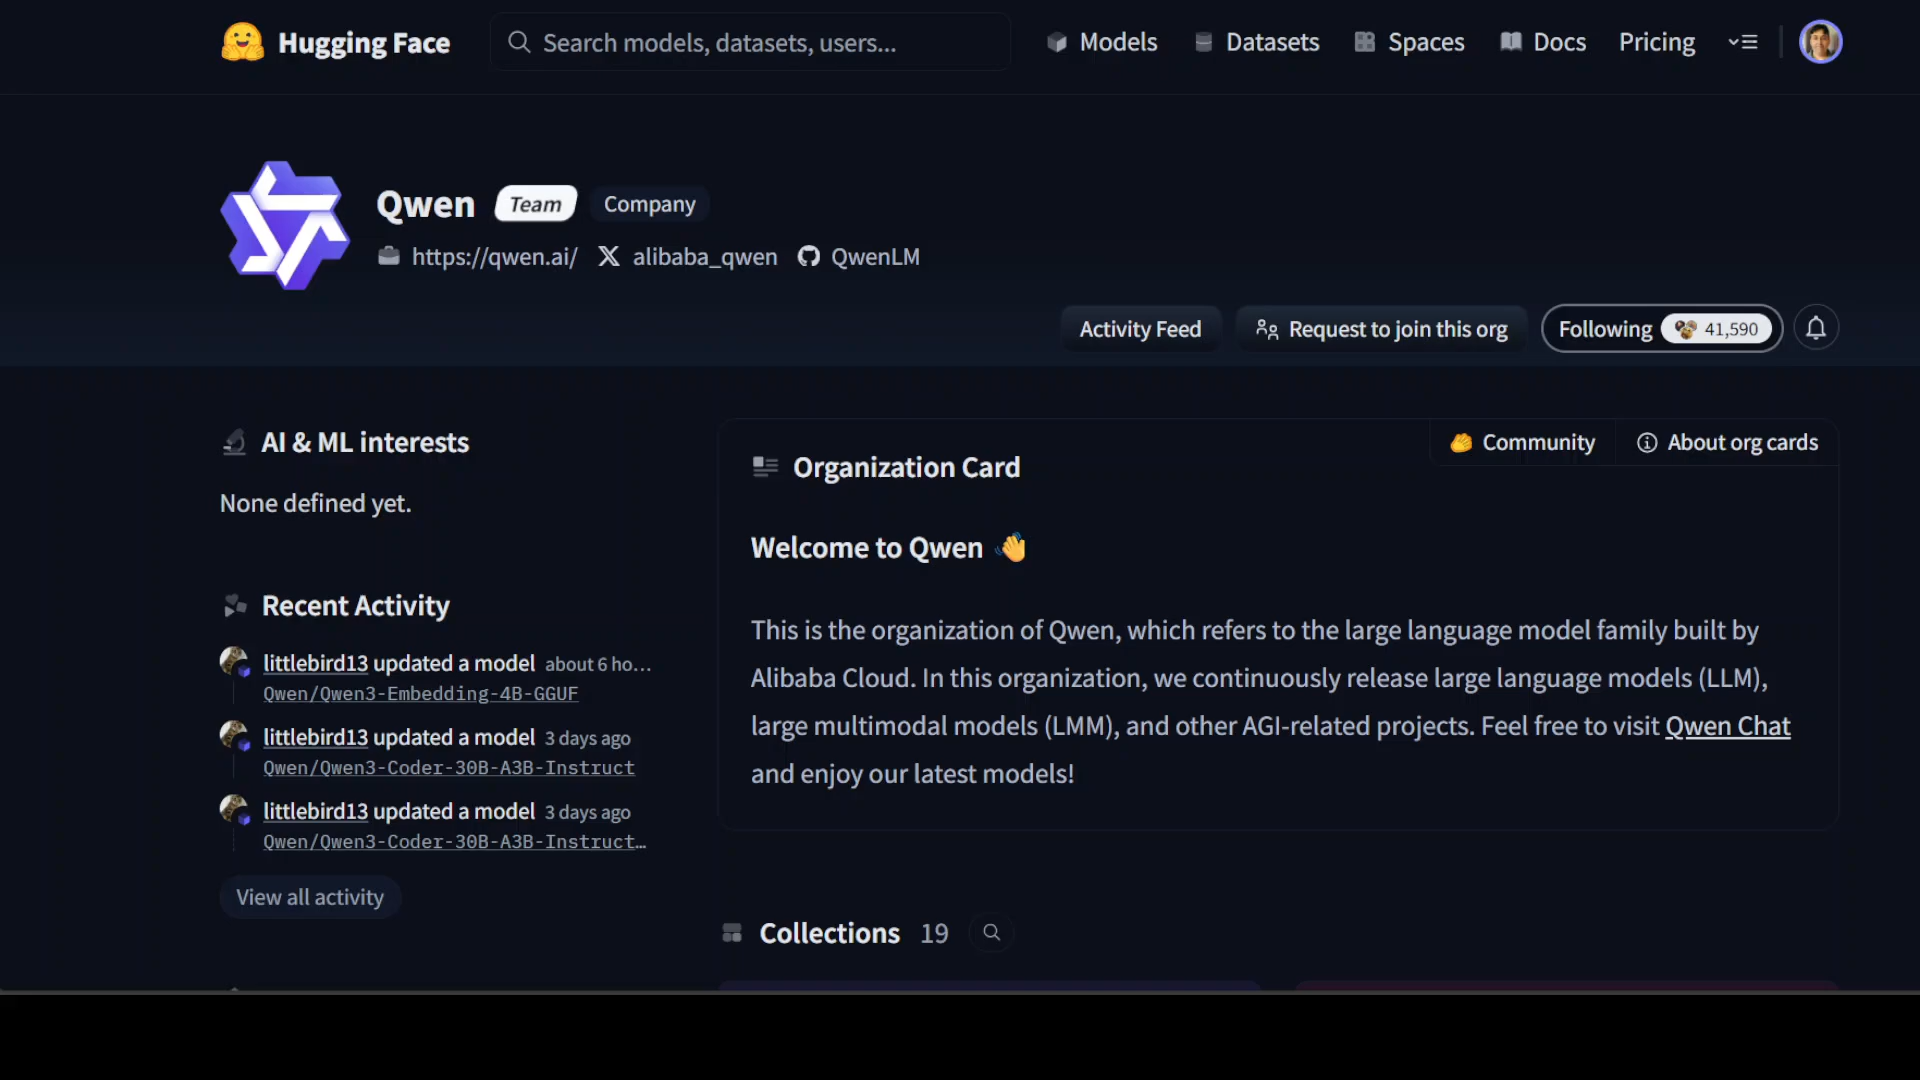 Hugging Face
Search models, datasets, users...
Models
Datasets
Spaces
Docs
Pricing
Qwen
Team
Company
https://qwen.ai/
alibaba_qwen
QwenLM
Activity Feed
Request to join this org
Following 41,590
AI & ML interests
None defined yet.
Recent Activity
littlebird13 updated a model about 6 ho...
Qwen/Qwen3-Embedding-4B-GGUF
littlebird13 updated a model 3 days ago
Qwen/Qwen3-Coder-30B-A3B-Instruct
littlebird13 updated a model 3 days ago
Qwen/Qwen3-Coder-30B-A3B-Instruct…
View all activity
Community
About org cards
Organization Card
Welcome to Qwen 👋
This is the organization of Qwen, which refers to the large language model family built by
Alibaba Cloud. In this organization, we continuously release large language models (LLM),
large multimodal models (LMM), and other AGI-related projects. Feel free to visit Qwen Chat
and enjoy our latest models!
Collections 19